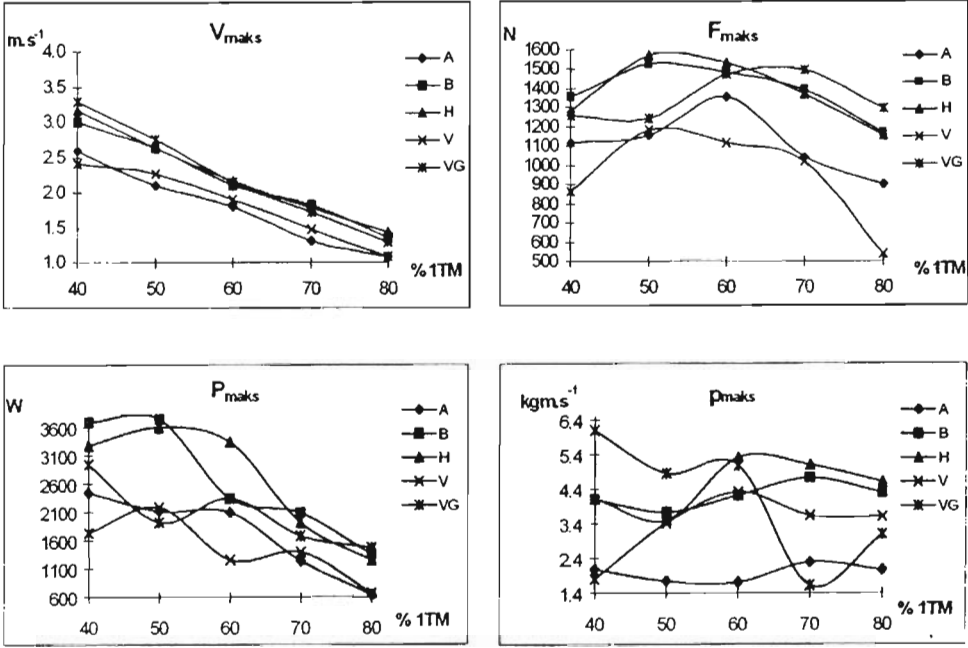 m.s⁻¹
Vmaks
4.0
3.5
3.0
2.5
2.0
1.5
1.0
40 50 60 70 80
% 1TM
A
B
H
V
VG
N
Fmaks
1600
1500
1400
1300
1200
1100
1000
900
800
700
600
500
40 50 60 70 80
% 1TM
A
B
H
V
VG
W
Pmaks
3600
3100
2600
2100
1600
1100
600
40 50 60 70 80
% 1TM
A
B
H
V
VG
kgm.s⁻¹
pmaks
6.4
5.4
4.4
3.4
2.4
1.4
40 50 60 70 80
% 1TM
A
B
H
V
VG